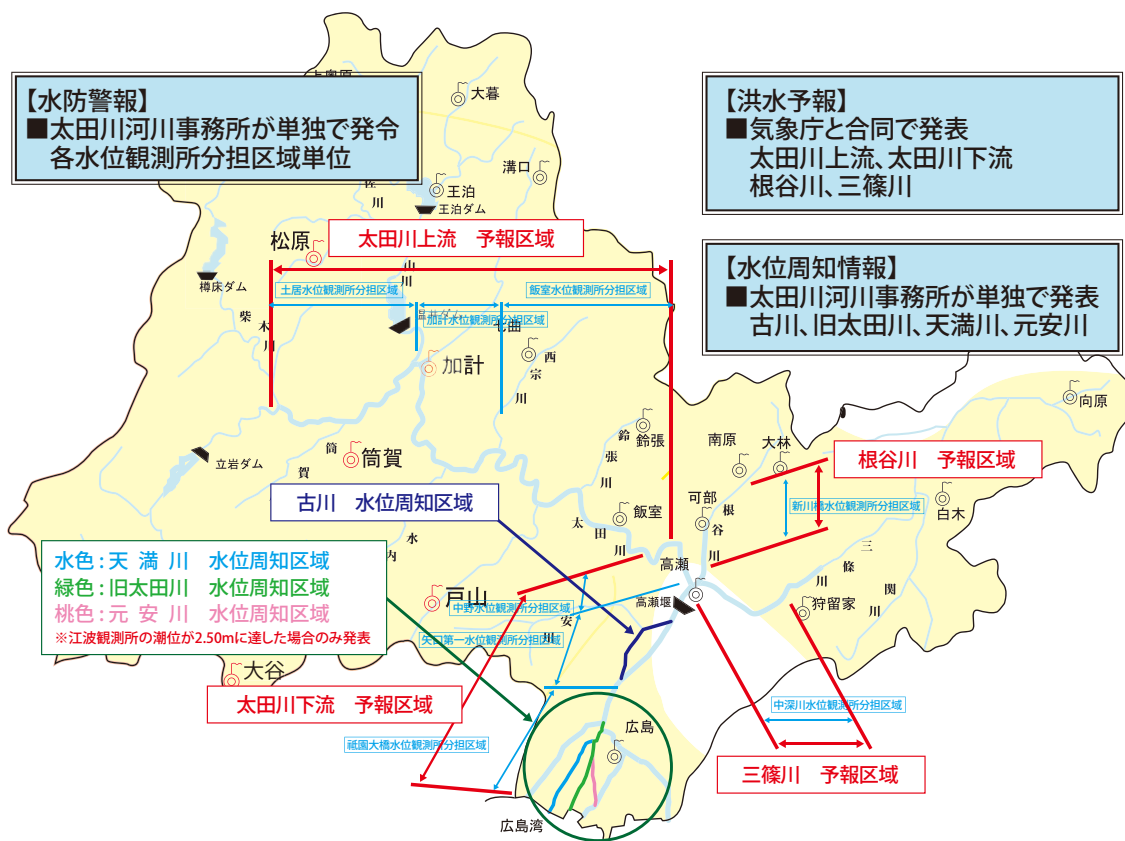 【水防警報】
■太田川河川事務所が単独で発令
各水位観測所分担区域単位
【洪水予報】
■気象庁と合同で発表
太田川上流、太田川下流
根谷川、三篠川
【水位周知情報】
■太田川河川事務所が単独で発表
古川、旧太田川、天満川、元安川
大暮
溝口
王泊
王泊ダム
佐川
松原
太田川上流 予報区域
樽床ダム
山川
土居水位観測所分担区域
飯室水位観測所分担区域
加計水位観測所分担区域
柴木川
加計
西宗川
向原
鈴張
鈴張川
南原
大林
根谷川 予報区域
立岩ダム
筒賀
筒賀
古川 水位周知区域
飯室
可部
根谷川
新川橋水位観測所分担区域
白木
太田川
水内
三條川
関川
高瀬
水色:天満川 水位周知区域
緑色:旧太田川 水位周知区域
桃色:元安川 水位周知区域
※江波観測所の潮位が2.50mに達した場合のみ発表
戸山
中野水位観測所分担区域
高瀬堰
狩留家
安川
矢口第一水位観測所分担区域
大谷
太田川下流 予報区域
中深川水位観測所分担区域
広島
祗園大橋水位観測所分担区域
三篠川 予報区域
広島湾